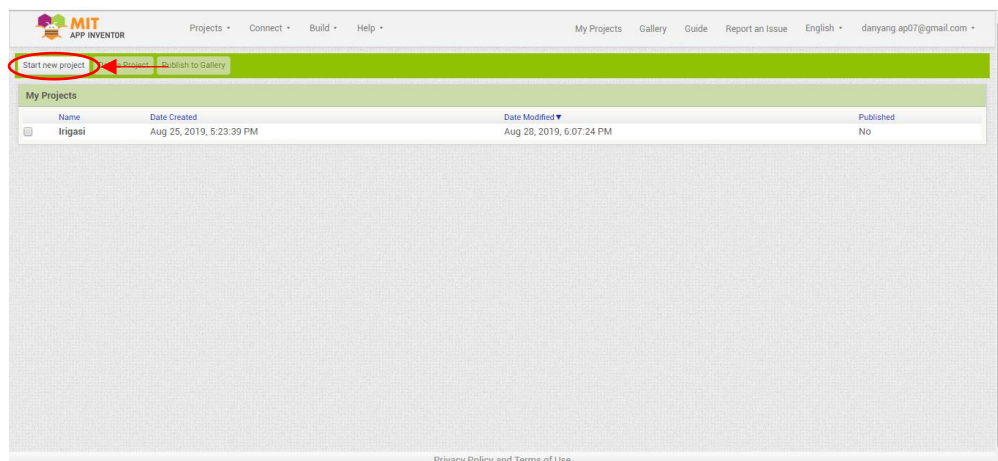 MIT
APP INVENTOR
Projects Connect Build Help My Projects Gallery Guide Report an Issue English danyang.ap07@gmail.com
Start new project Project Publish to Gallery
My Projects
Name Date Created Date Modified ▼ Published
Irigasi Aug 25, 2019, 5:23:39 PM Aug 28, 2019, 6:07:24 PM No
Privacy Policy and Terms of Use